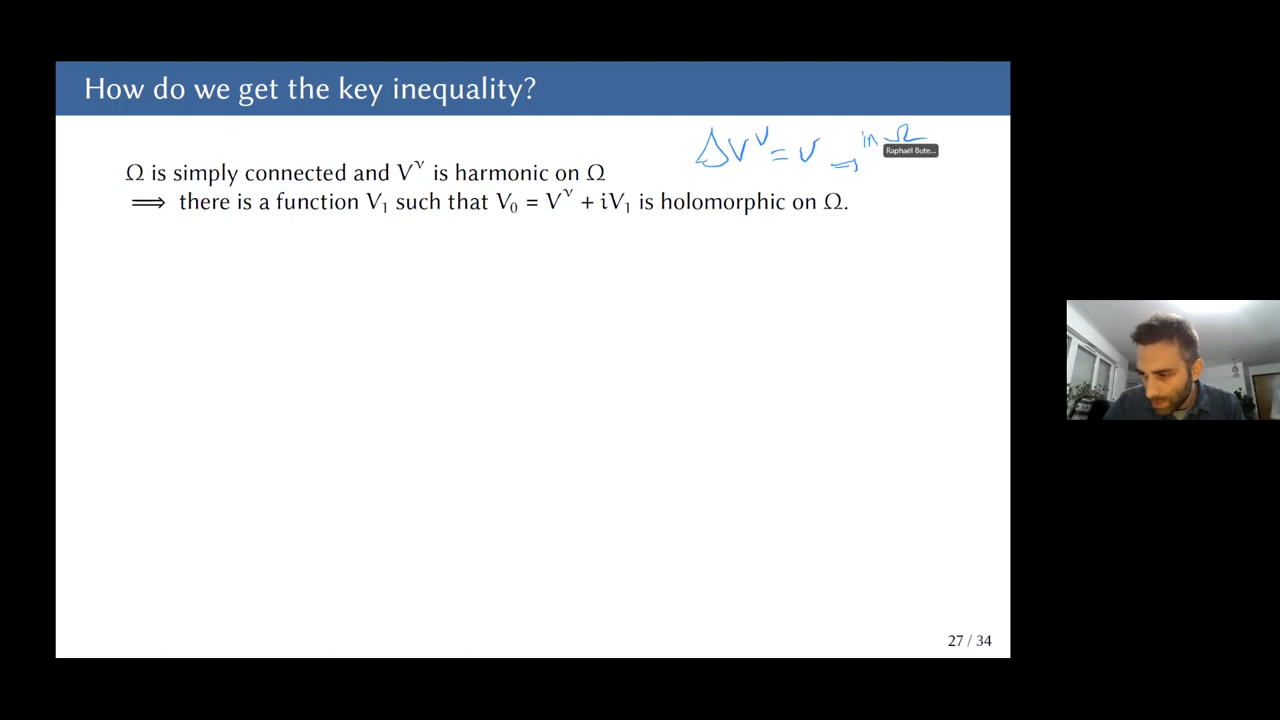 How do we get the key inequality?
ΔV^ν = ν in Ω
Raphaël Bute...
Ω is simply connected and V^ν is harmonic on Ω
⟹ there is a function V₁ such that V₀ = V^ν + iV₁ is holomorphic on Ω.
27 / 34